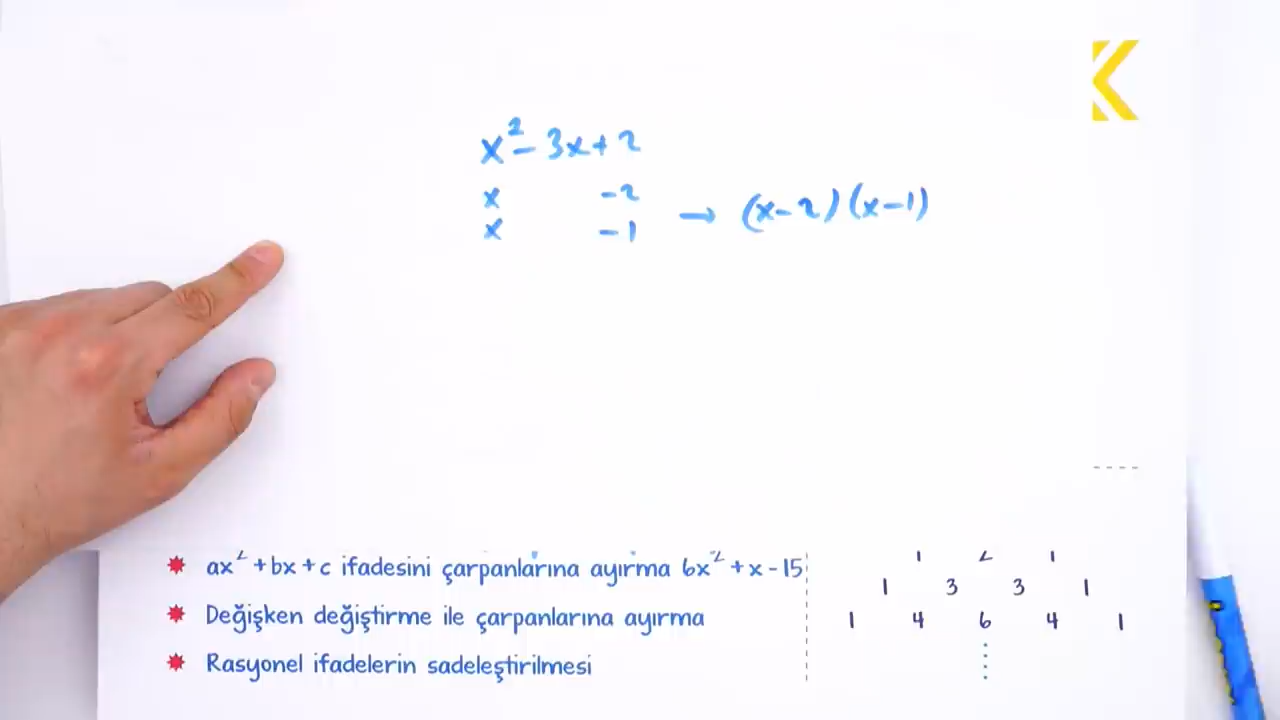 K
x² - 3x + 2
x -2
x -1 → (x-2)(x-1)
----
✹ ax² + bx + c ifadesini çarpanlarına ayırma 6x² + x - 15
✹ Değişken değiştirme ile çarpanlarına ayırma
✹ Rasyonel ifadelerin sadeleştirilmesi
1 2 1
1 3 3 1
1 4 6 4 1